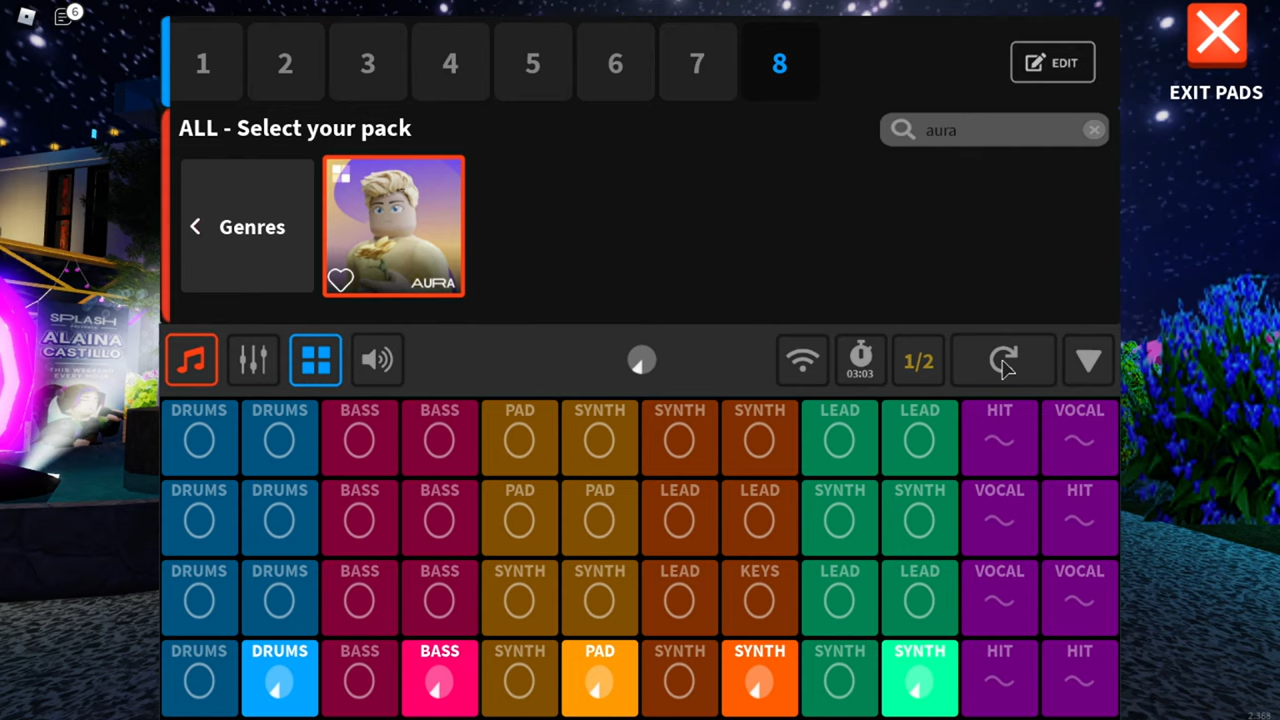 6
1 2 3 4 5 6 7 8
EDIT
EXIT PADS
ALL - Select your pack
aura
Genres
AURA
SPLASH
ALAINA
CASTILLO
THIS WEEKEND
EVERY HOUR
03:03
1/2
DRUMS DRUMS BASS BASS PAD SYNTH SYNTH SYNTH LEAD LEAD HIT VOCAL
DRUMS DRUMS BASS BASS PAD PAD LEAD LEAD SYNTH SYNTH VOCAL HIT
DRUMS DRUMS BASS BASS SYNTH SYNTH LEAD KEYS LEAD LEAD VOCAL VOCAL
DRUMS DRUMS BASS BASS SYNTH PAD SYNTH SYNTH SYNTH SYNTH HIT HIT
2.368